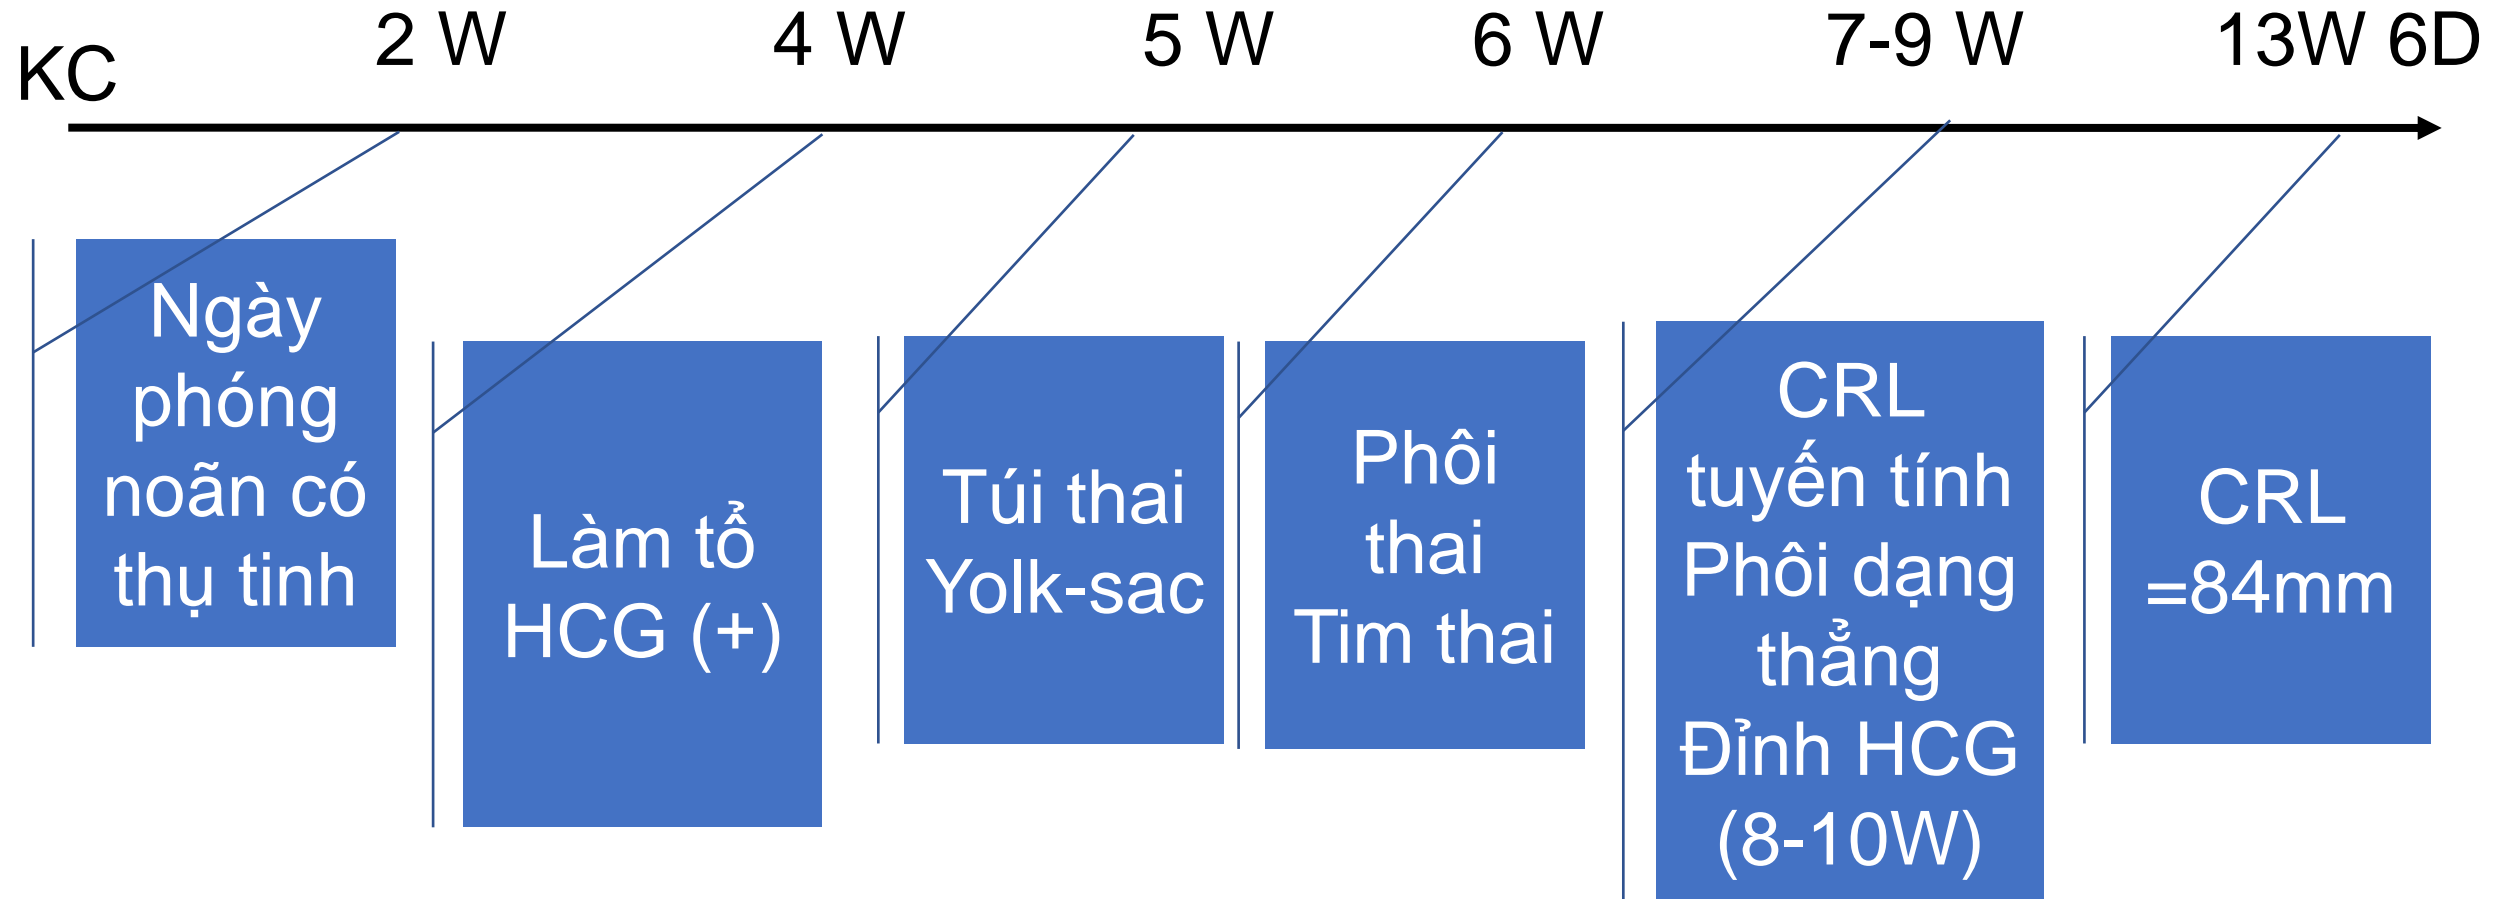 KC
2 W
4 W
5 W
6 W
7-9 W
13W 6D
Ngày
phóng
noãn có
thụ tinh
Làm tổ
HCG (+)
Túi thai
Yolk-sac
Phôi
thai
Tim thai
CRL
tuyến tính
Phôi dạng
thẳng
Đỉnh HCG
(8-10W)
CRL
=84mm